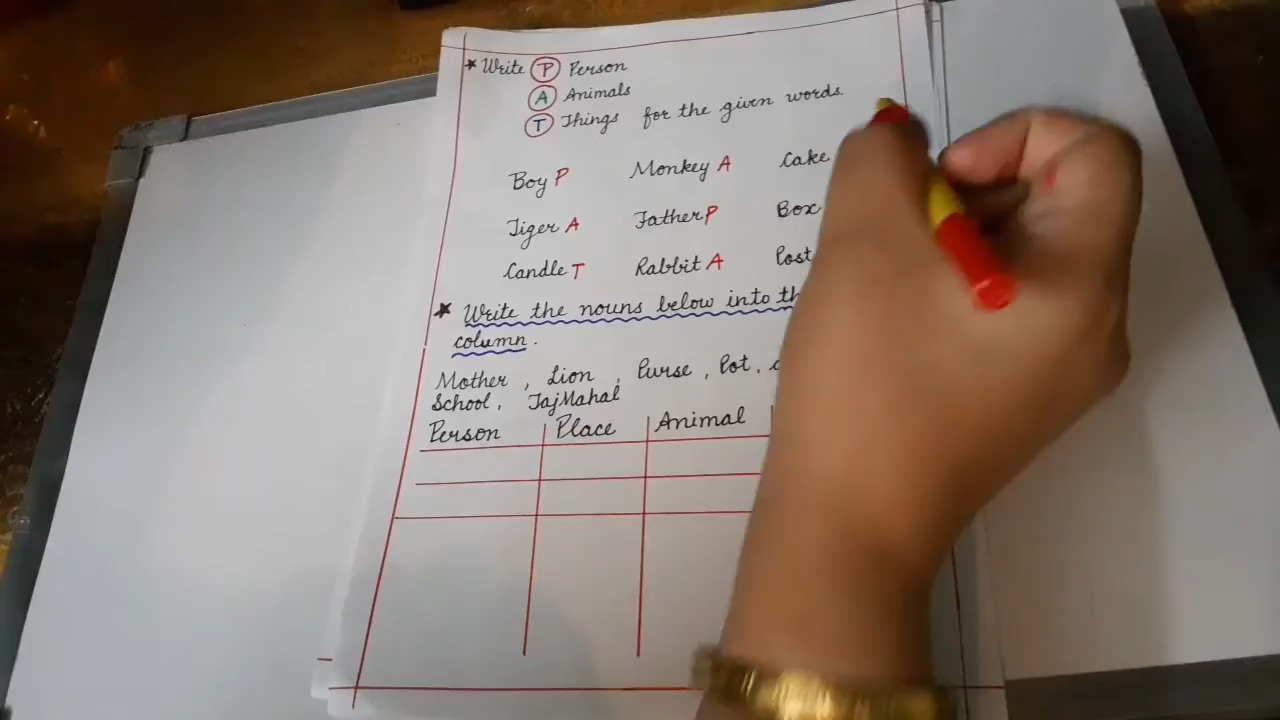 ★ Write P Person
A Animals
T Things for the given words.
Boy P Monkey A Cake
Tiger A Father P Box
Candle T Rabbit A Post
★ Write the nouns below into
column.
Mother , Lion , Purse , Pot ,
School , TajMahal
Person Place Animal